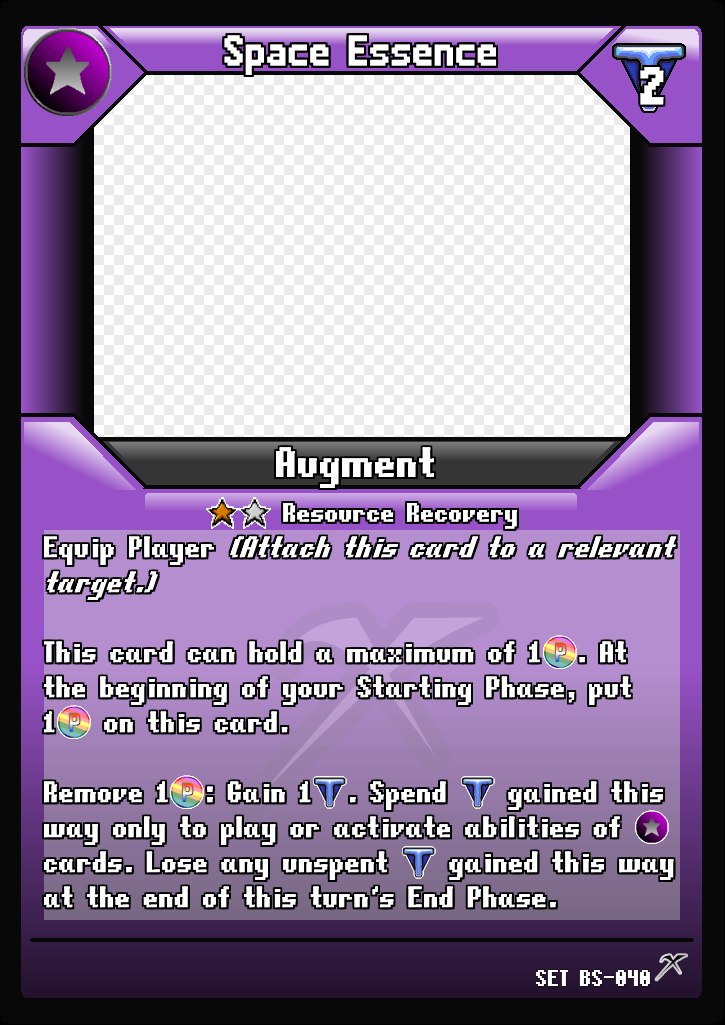 Space Essence
2
Augment
Resource Recovery
Equip Player (Attach this card to a relevant
target.)
This card can hold a maximum of 1 P. At
the beginning of your Starting Phase, put
1 P on this card.
Remove 1 P: Gain 1 T. Spend T gained this
way only to play or activate abilities of
cards. Lose any unspent T gained this way
at the end of this turn's End Phase.
SET BS-040